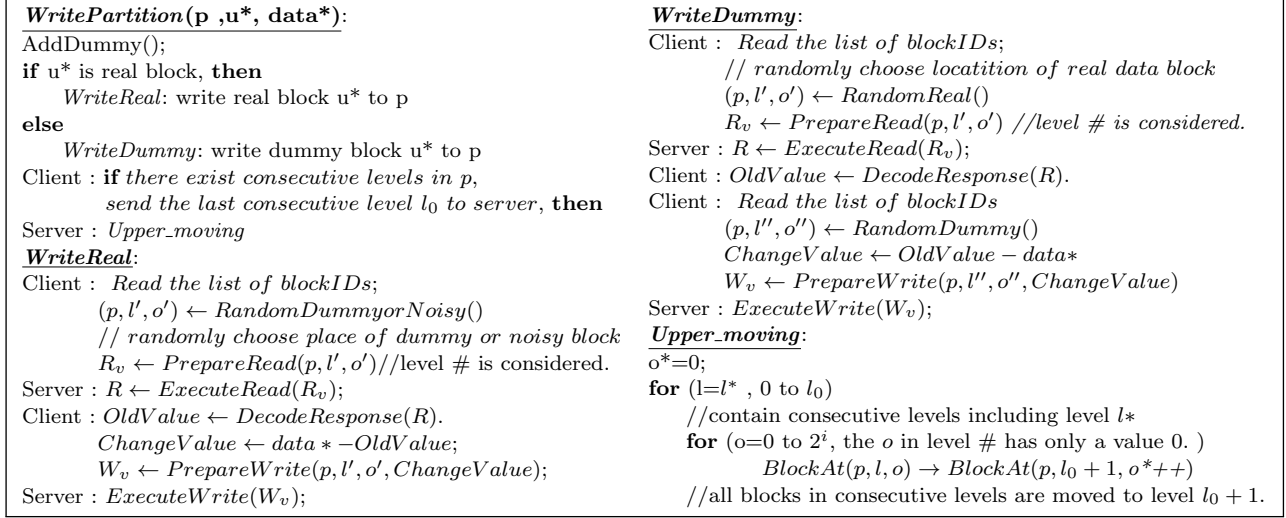 WritePartition(p ,u*, data*):
AddDummy();
if u* is real block, then
WriteReal: write real block u* to p
else
WriteDummy: write dummy block u* to p
Client : if there exist consecutive levels in p,
send the last consecutive level l₀ to server, then
Server : Upper_moving
WriteReal:
Client : Read the list of blockIDs;
(p, l′, o′) ← RandomDummyorNoisy()
// randomly choose place of dummy or noisy block
Rᵥ ← PrepareRead(p, l′, o′)//level # is considered.
Server : R ← ExecuteRead(Rᵥ);
Client : OldValue ← DecodeResponse(R).
ChangeValue ← data ∗ −OldValue;
Wᵥ ← PrepareWrite(p, l′, o′, ChangeValue);
Server : ExecuteWrite(Wᵥ);
WriteDummy:
Client : Read the list of blockIDs;
// randomly choose locatition of real data block
(p, l′, o′) ← RandomReal()
Rᵥ ← PrepareRead(p, l′, o′) //level # is considered.
Server : R ← ExecuteRead(Rᵥ);
Client : OldValue ← DecodeResponse(R).
Client : Read the list of blockIDs
(p, l″, o″) ← RandomDummy()
ChangeValue ← OldValue − data∗
Wᵥ ← PrepareWrite(p, l″, o″, ChangeValue)
Server : ExecuteWrite(Wᵥ);
Upper_moving:
o*=0;
for (l=l* , 0 to l₀)
//contain consecutive levels including level l∗
for (o=0 to 2ⁱ, the o in level # has only a value 0. )
BlockAt(p, l, o) → BlockAt(p, l₀ + 1, o*++)
//all blocks in consecutive levels are moved to level l₀ + 1.